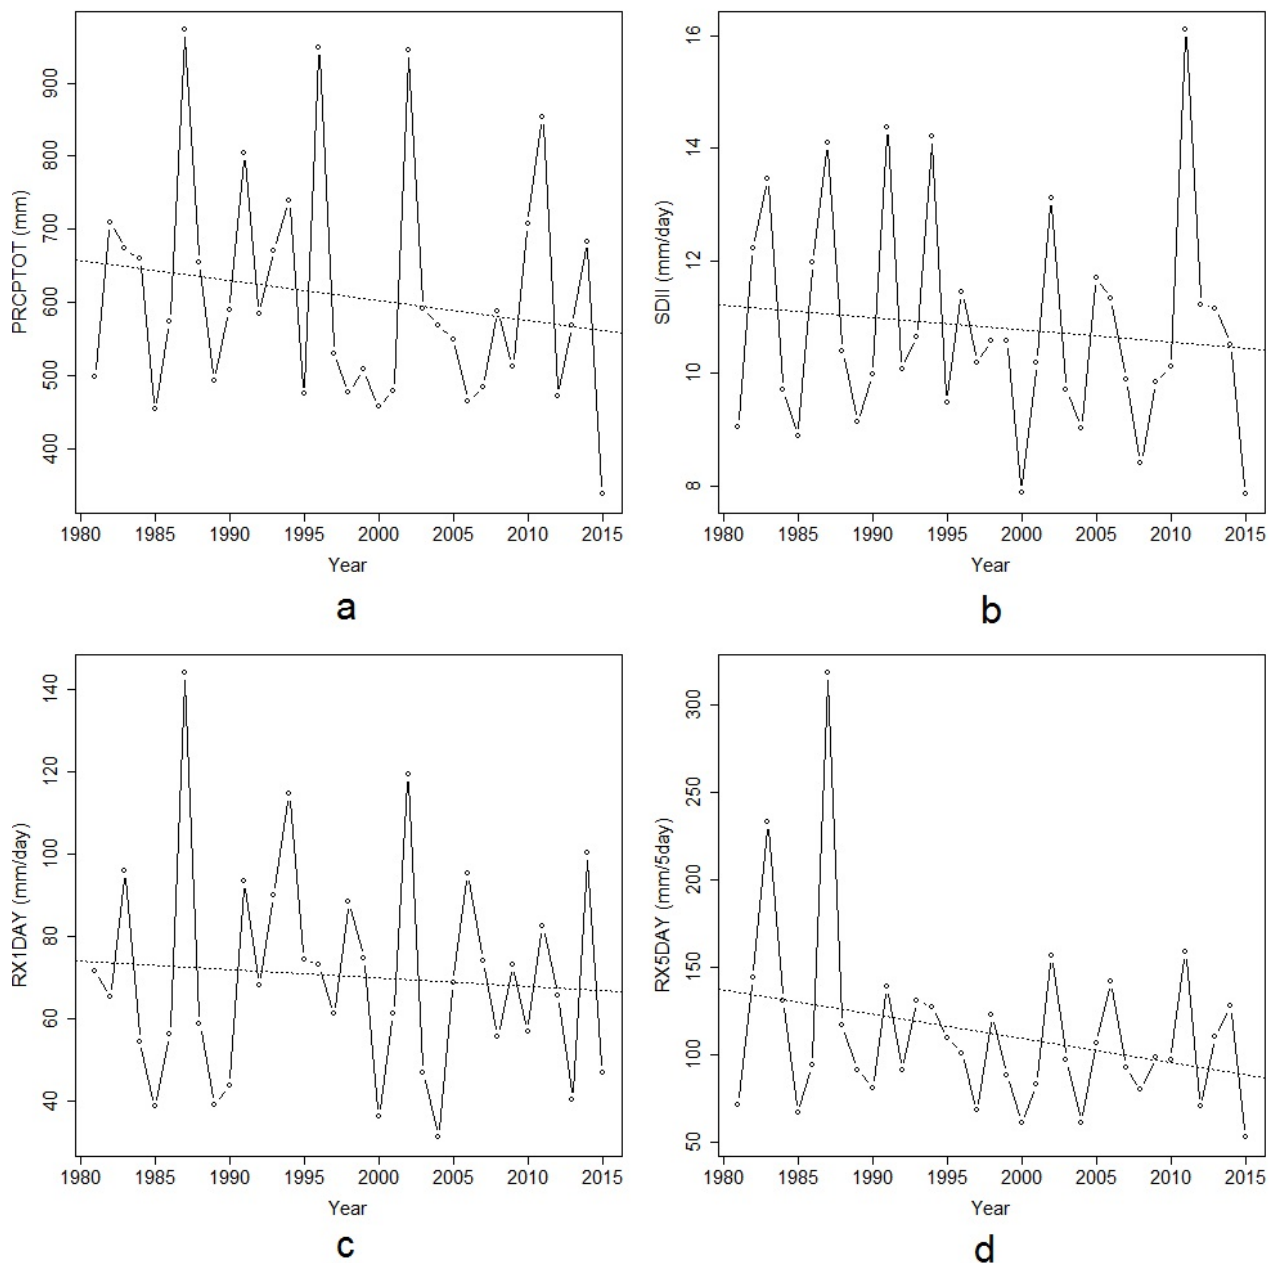 PRCPTOT (mm)
900
800
700
600
500
400
1980 1985 1990 1995 2000 2005 2010 2015
Year
a
SDII (mm/day)
16
14
12
10
8
1980 1985 1990 1995 2000 2005 2010 2015
Year
b
RX1DAY (mm/day)
140
120
100
80
60
40
1980 1985 1990 1995 2000 2005 2010 2015
Year
c
RX5DAY (mm/5day)
300
250
200
150
100
50
1980 1985 1990 1995 2000 2005 2010 2015
Year
d